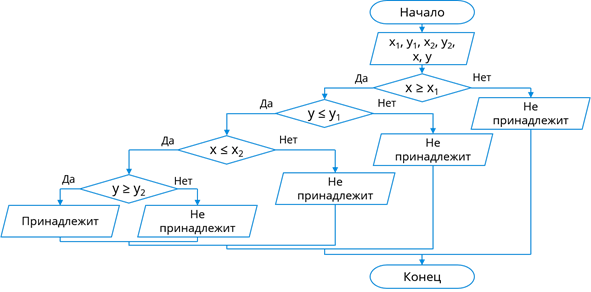 Начало
x₁, y₁, x₂, y₂,
x, y
Да
Нет
x ≥ x₁
Не
принадлежит
Да
Нет
y ≤ y₁
Не
принадлежит
Да
Нет
x ≤ x₂
Не
принадлежит
Да
Нет
y ≥ y₂
Принадлежит
Не
принадлежит
Конец